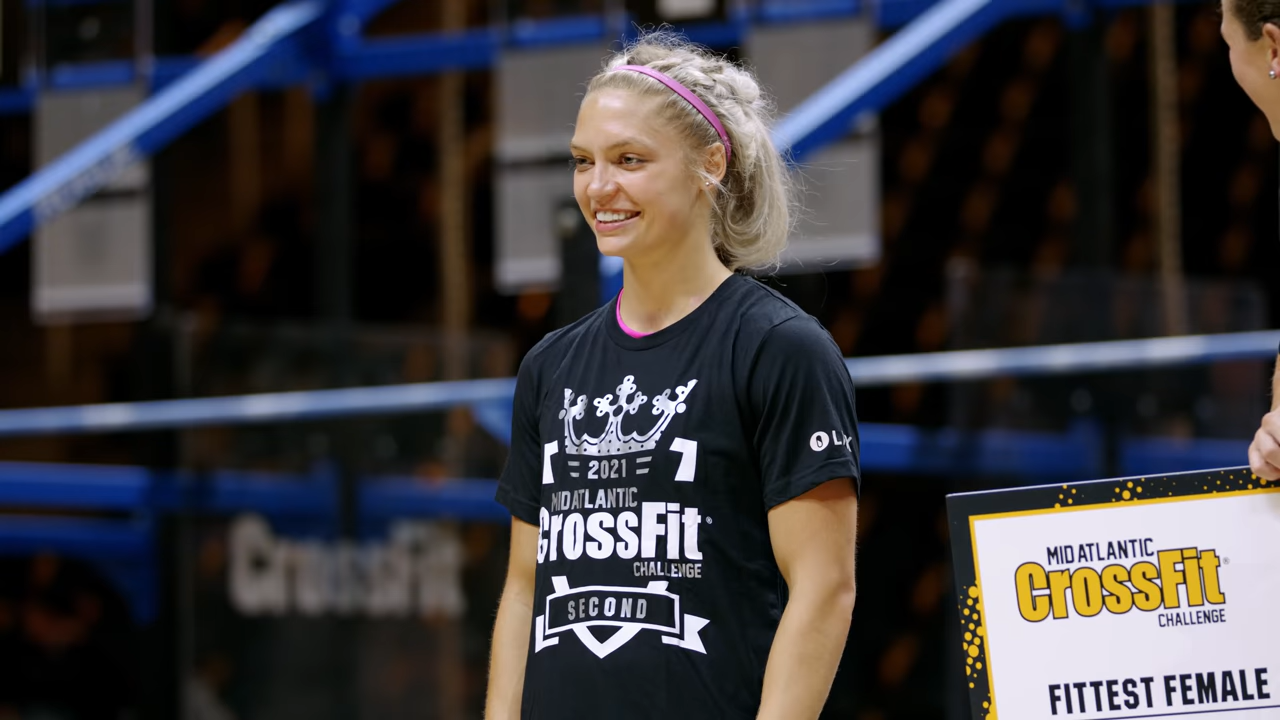 2021
MID ATLANTIC
CrossFit®
CHALLENGE
SECOND
CrossFit
MID ATLANTIC
CrossFit®
CHALLENGE
FITTEST FEMALE